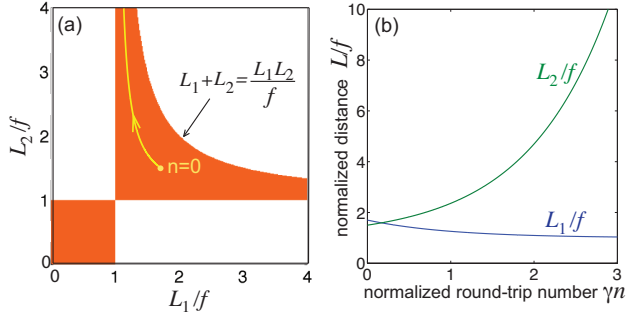 (a)
L₂/f
4
3
2
1
0
L₁+L₂=L₁L₂/f
n=0
0 1 2 3 4
L₁/f
(b)
normalized distance L/f
10
8
6
4
2
0
L₂/f
L₁/f
0 1 2 3
normalized round-trip number γn